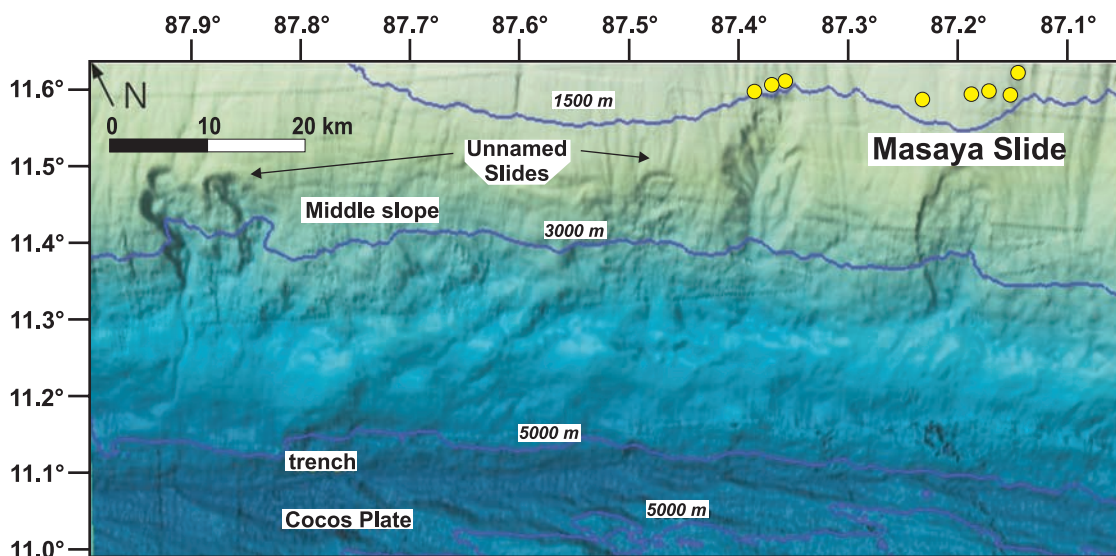 87.9° 87.8° 87.7° 87.6° 87.5° 87.4° 87.3° 87.2° 87.1°
11.6°
11.5°
11.4°
11.3°
11.2°
11.1°
11.0°
N
0 10 20 km
1500 m
Unnamed
Slides
Masaya Slide
Middle slope
3000 m
5000 m
trench
Cocos Plate
5000 m